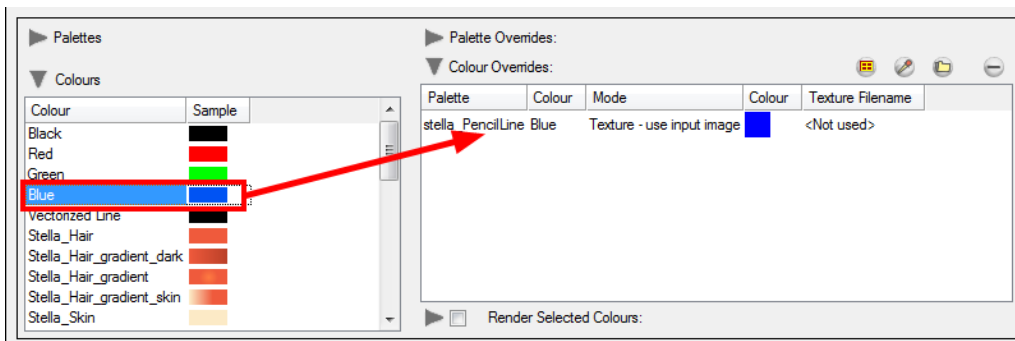 Palettes
Colours
Colour Sample
Black
Red
Green
Blue
Vectorized Line
Stella_Hair
Stella_Hair_gradient_dark
Stella_Hair_gradient
Stella_Hair_gradient_skin
Stella_Skin
Palette Overrides:
Colour Overrides:
Palette Colour Mode Colour Texture Filename
stella_PencilLine Blue Texture - use input image <Not used>
Render Selected Colours: